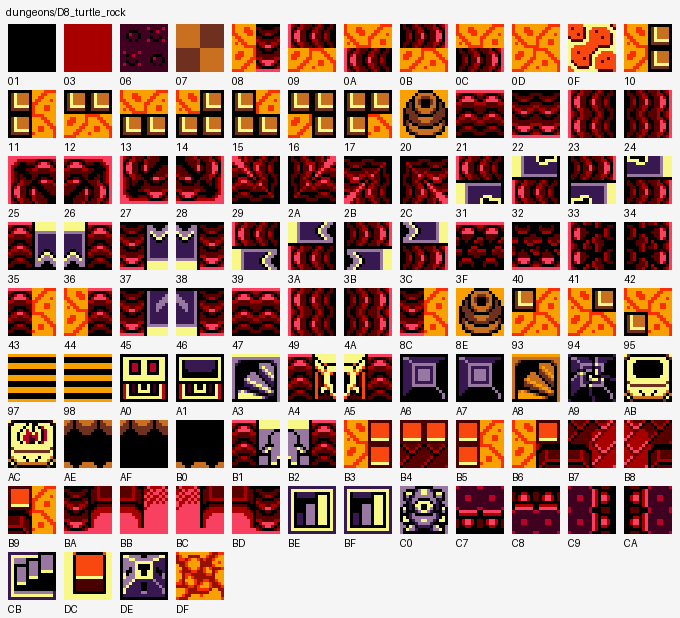 dungeons/D8_turtle_rock
01 03 06 07 08 09 0A 0B 0C 0D 0F 10
11 12 13 14 15 16 17 20 21 22 23 24
25 26 27 28 29 2A 2B 2C 31 32 33 34
35 36 37 38 39 3A 3B 3C 3F 40 41 42
43 44 45 46 49 4A 8C 8E 93 94 95
97 98 A0 A1 A3 A4 A5 A6 A7 A8 A9 AB
AC AE AF B0 B1 B2 B3 B4 B5 B6 B7 B8
B9 BA BB BC BD BE BF C0 C7 C8 C9 CA
CB DC DE DF